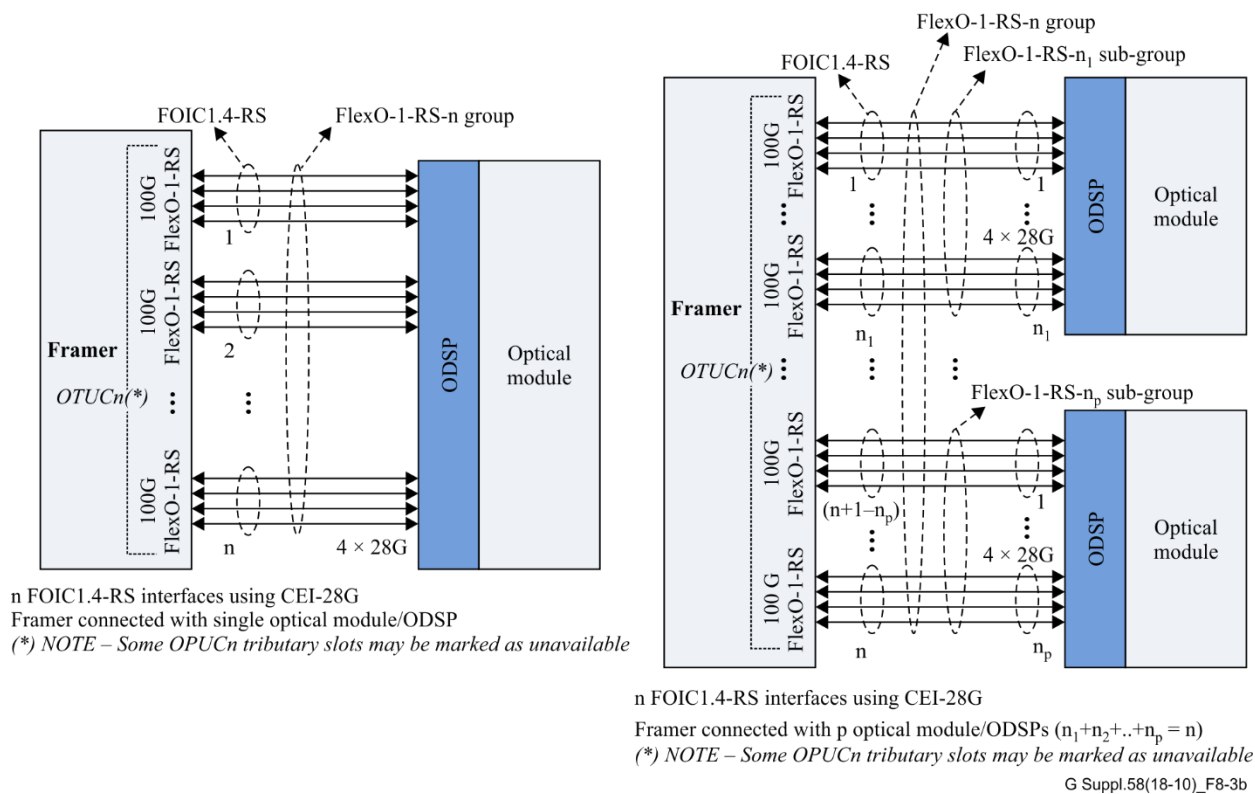 FOIC1.4-RS
FlexO-1-RS-n group
Framer
OTUCn(*)
100G
FlexO-1-RS
1
100G
FlexO-1-RS
2
...
...
100G
FlexO-1-RS
n
4 × 28G
ODSP
Optical
module
n FOIC1.4-RS interfaces using CEI-28G
Framer connected with single optical module/ODSP
(*) NOTE – Some OPUCn tributary slots may be marked as unavailable
FlexO-1-RS-n group
FlexO-1-RS-n₁ sub-group
FOIC1.4-RS
Framer
OTUCn(*)
100G
FlexO-1-RS
1
1
...
...
...
4 × 28G
100G
FlexO-1-RS
n₁
n₁
ODSP
Optical
module
...
...
...
FlexO-1-RS-nₚ sub-group
100G
FlexO-1-RS
(n+1–nₚ)
1
...
...
4 × 28G
100 G
FlexO-1-RS
n
nₚ
ODSP
Optical
module
n FOIC1.4-RS interfaces using CEI-28G
Framer connected with p optical module/ODSPs (n₁+n₂+..+nₚ = n)
(*) NOTE – Some OPUCn tributary slots may be marked as unavailable
G Suppl.58(18-10)_F8-3b